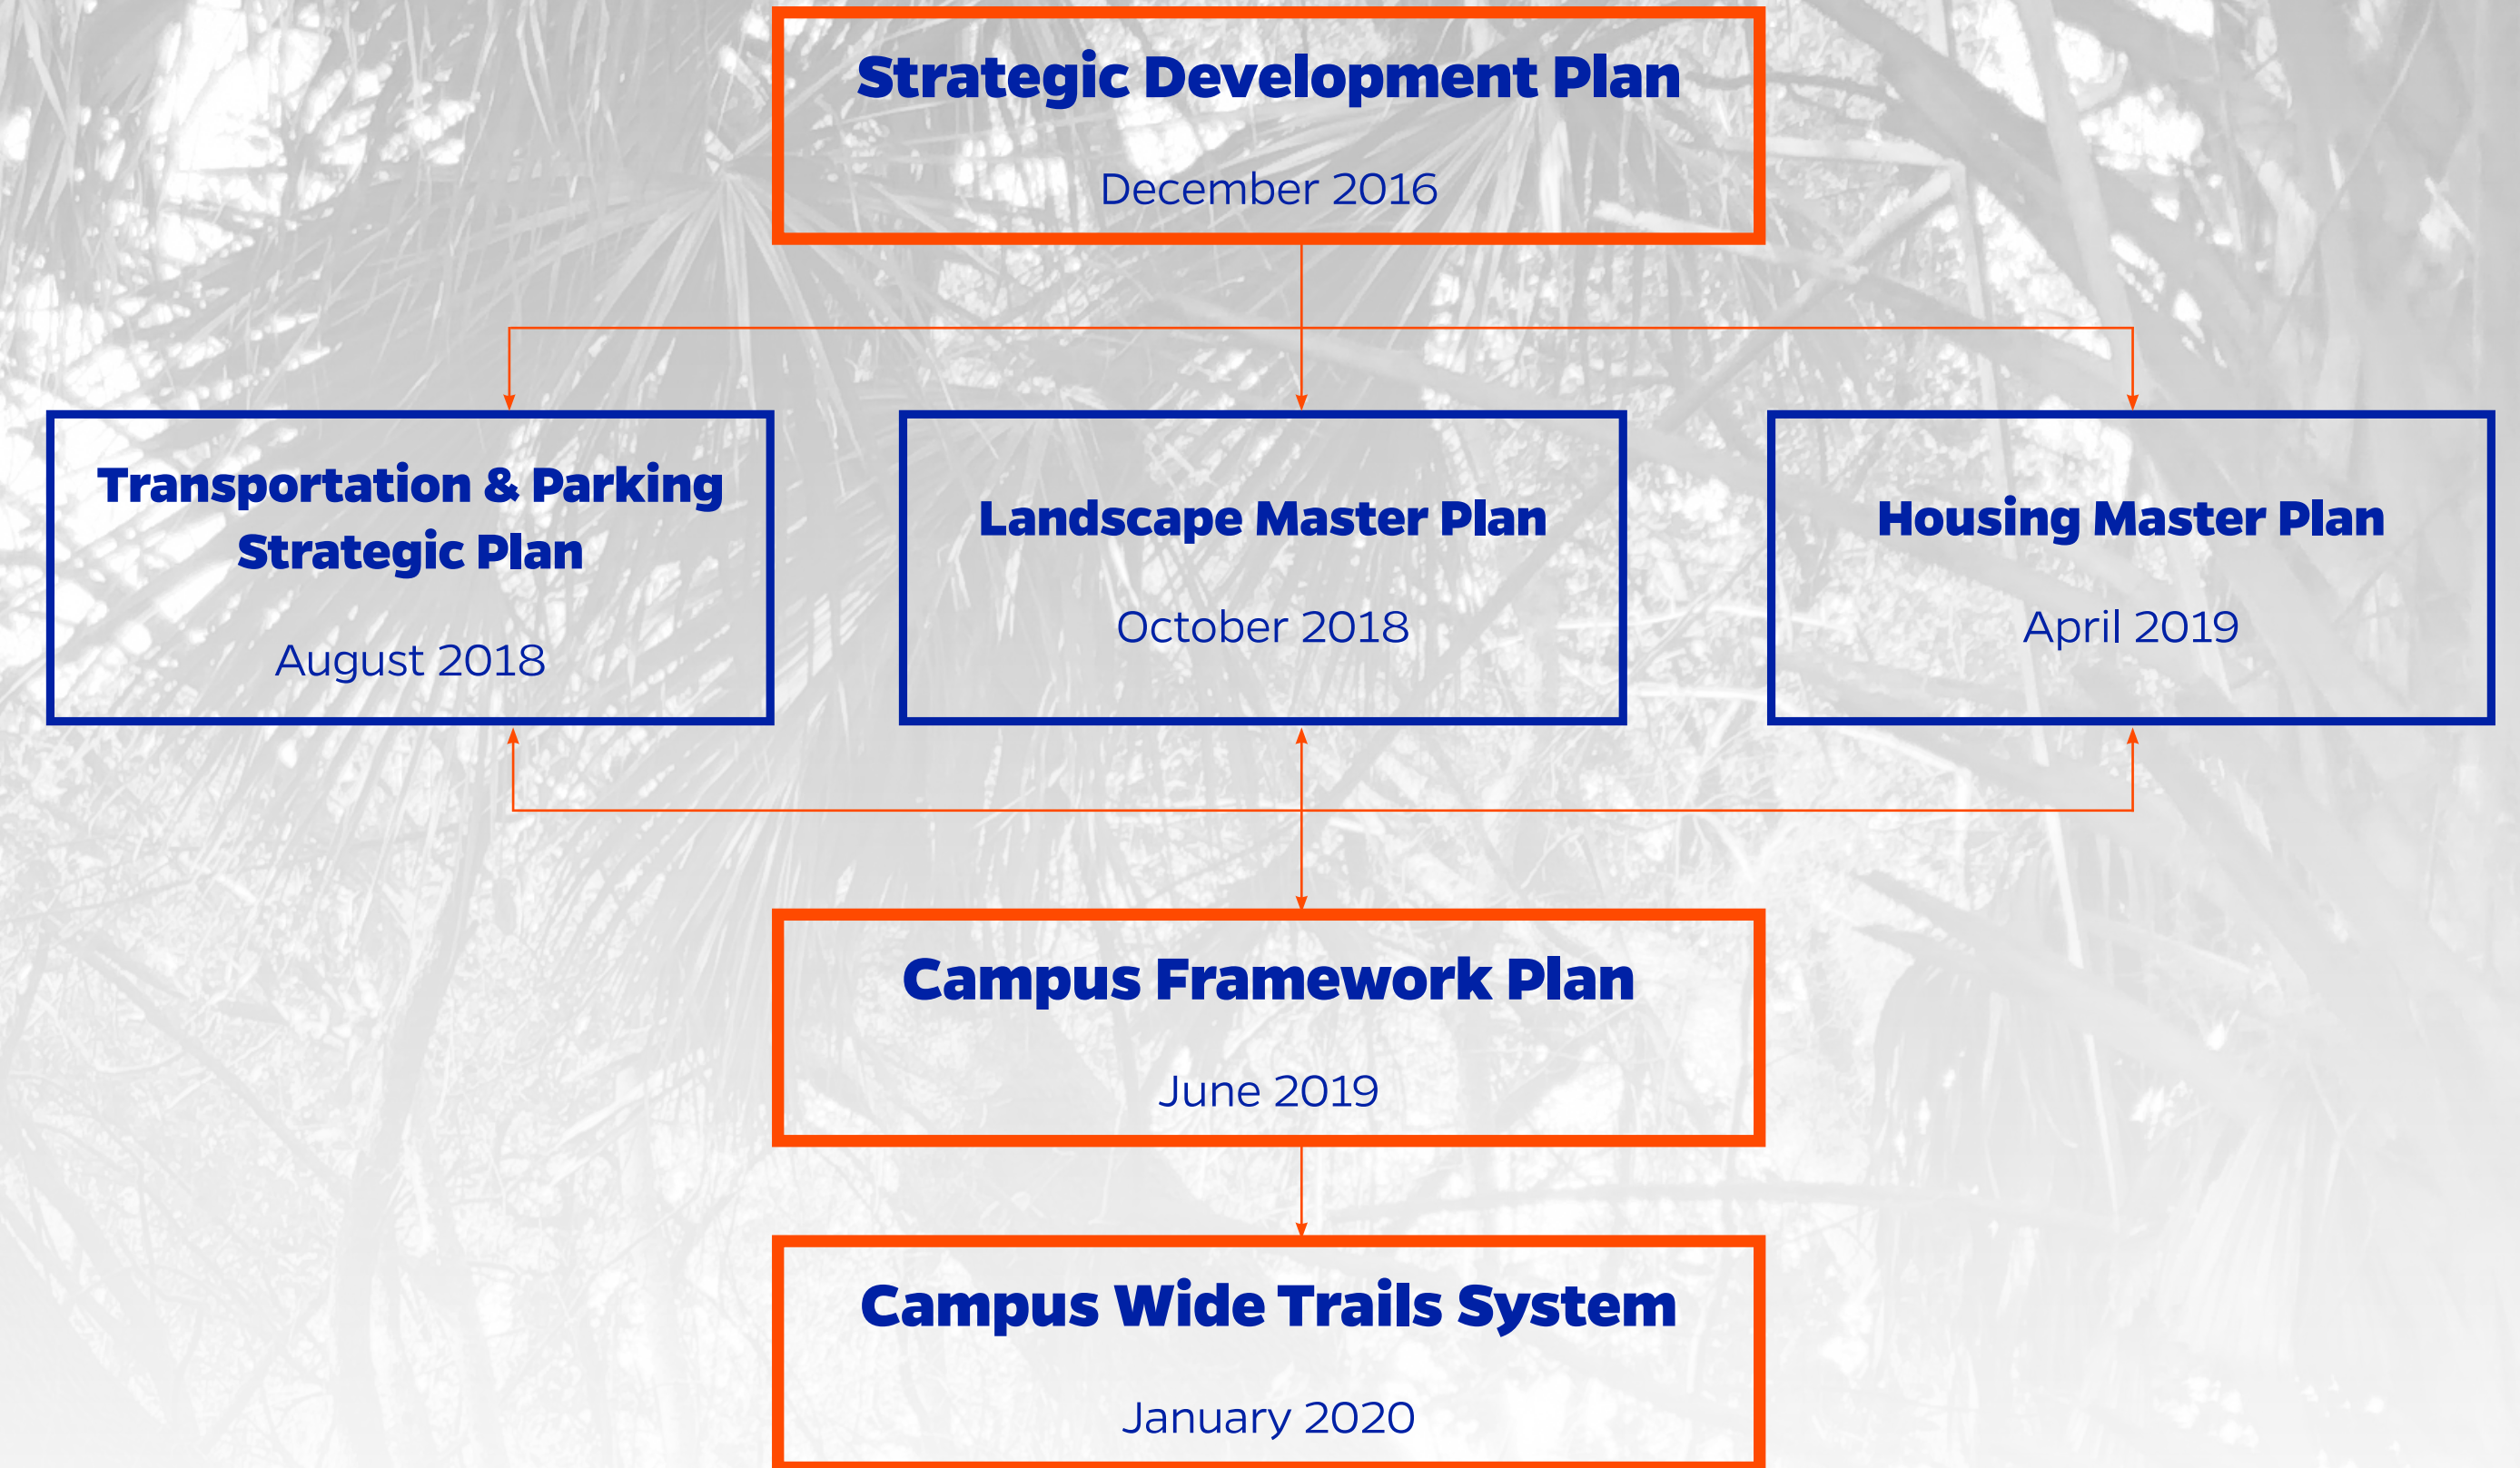 Strategic Development Plan
December 2016
Transportation & Parking
Strategic Plan
August 2018
Landscape Master Plan
October 2018
Housing Master Plan
April 2019
Campus Framework Plan
June 2019
Campus Wide Trails System
January 2020